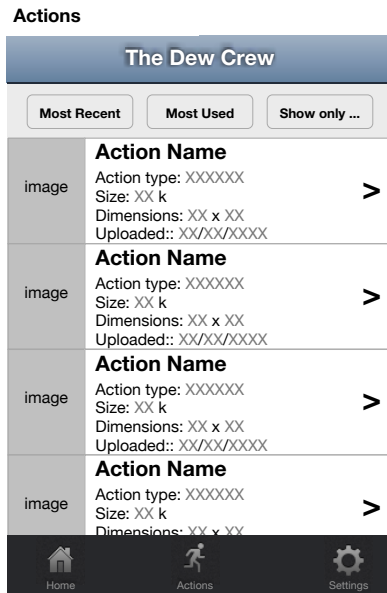 Actions
The Dew Crew
Most Recent Most Used Show only ...
Action Name
image
Action type: XXXXXX
Size: XX k
Dimensions: XX x XX
Uploaded:: XX/XX/XXXX
>
Action Name
image
Action type: XXXXXX
Size: XX k
Dimensions: XX x XX
Uploaded:: XX/XX/XXXX
>
Action Name
image
Action type: XXXXXX
Size: XX k
Dimensions: XX x XX
Uploaded:: XX/XX/XXXX
>
Action Name
image
Action type: XXXXXX
Size: XX k
Dimensions: XX x XX
>
Home Actions Settings